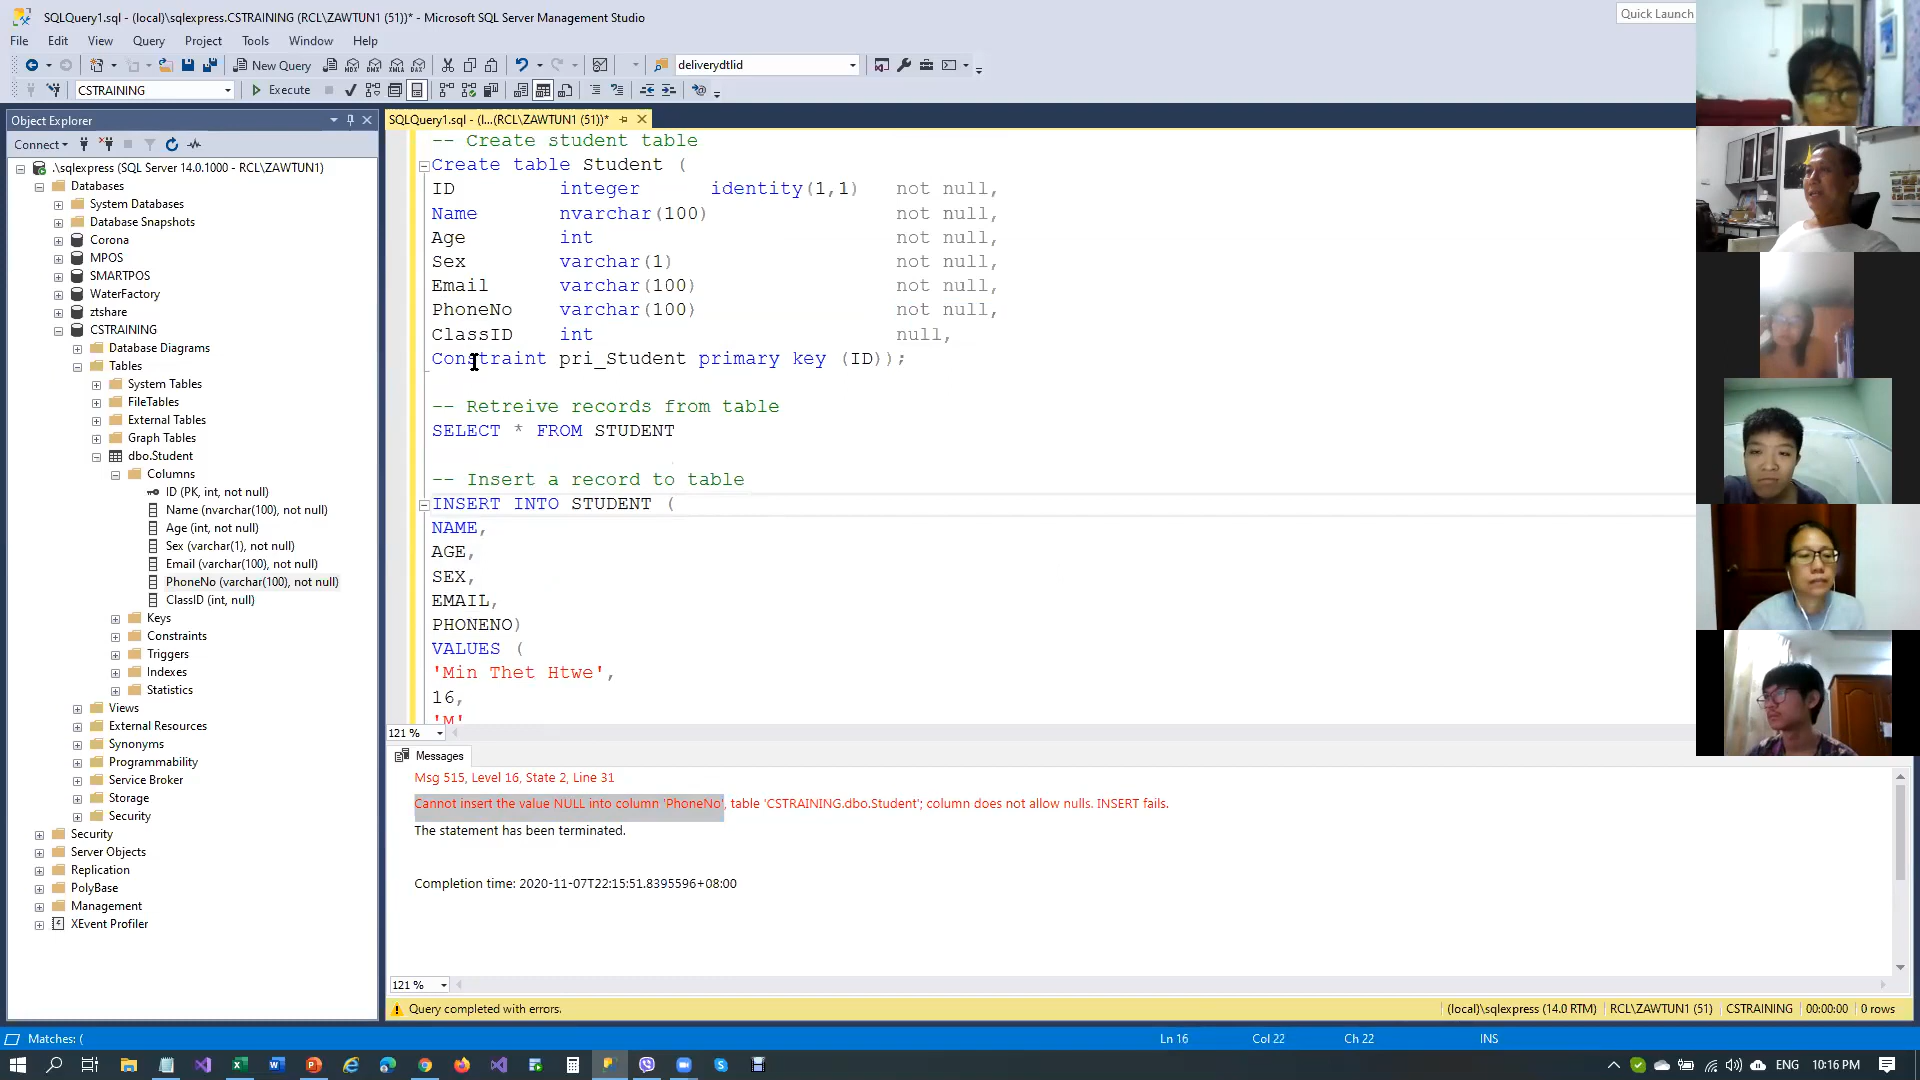 SQLQuery1.sql - (local)\sqlexpress.CSTRAINING (RCL\ZAWTUN1 (51))* - Microsoft SQL Server Management Studio
Quick Launch
File Edit View Query Project Tools Window Help
New Query
deliverydtlid
CSTRAINING
Execute
Object Explorer
SQLQuery1.sql - (l...(RCL\ZAWTUN1 (51))*
Connect
.\sqlexpress (SQL Server 14.0.1000 - RCL\ZAWTUN1)
Databases
System Databases
Database Snapshots
Corona
MPOS
SMARTPOS
WaterFactory
ztshare
CSTRAINING
Database Diagrams
Tables
System Tables
FileTables
External Tables
Graph Tables
dbo.Student
Columns
ID (PK, int, not null)
Name (nvarchar(100), not null)
Age (int, not null)
Sex (varchar(1), not null)
Email (varchar(100), not null)
PhoneNo (varchar(100), not null)
ClassID (int, null)
Keys
Constraints
Triggers
Indexes
Statistics
Views
External Resources
Synonyms
Programmability
Service Broker
Storage
Security
Security
Server Objects
Replication
PolyBase
Management
XEvent Profiler
-- Create student table
Create table Student (
ID integer identity(1,1) not null,
Name nvarchar(100) not null,
Age int not null,
Sex varchar(1) not null,
Email varchar(100) not null,
PhoneNo varchar(100) not null,
ClassID int null,
Constraint pri_Student primary key (ID));
-- Retreive records from table
SELECT * FROM STUDENT
-- Insert a record to table
INSERT INTO STUDENT (
NAME,
AGE,
SEX,
EMAIL,
PHONENO)
VALUES (
'Min Thet Htwe',
16,
'M'
121 %
Messages
Msg 515, Level 16, State 2, Line 31
Cannot insert the value NULL into column 'PhoneNo', table 'CSTRAINING.dbo.Student'; column does not allow nulls. INSERT fails.
The statement has been terminated.
Completion time: 2020-11-07T22:15:51.8395596+08:00
121 %
Query completed with errors.
(local)\sqlexpress (14.0 RTM) RCL\ZAWTUN1 (51) CSTRAINING 00:00:00 0 rows
Matches: (
Ln 16 Col 22 Ch 22 INS
ENG 10:16 PM